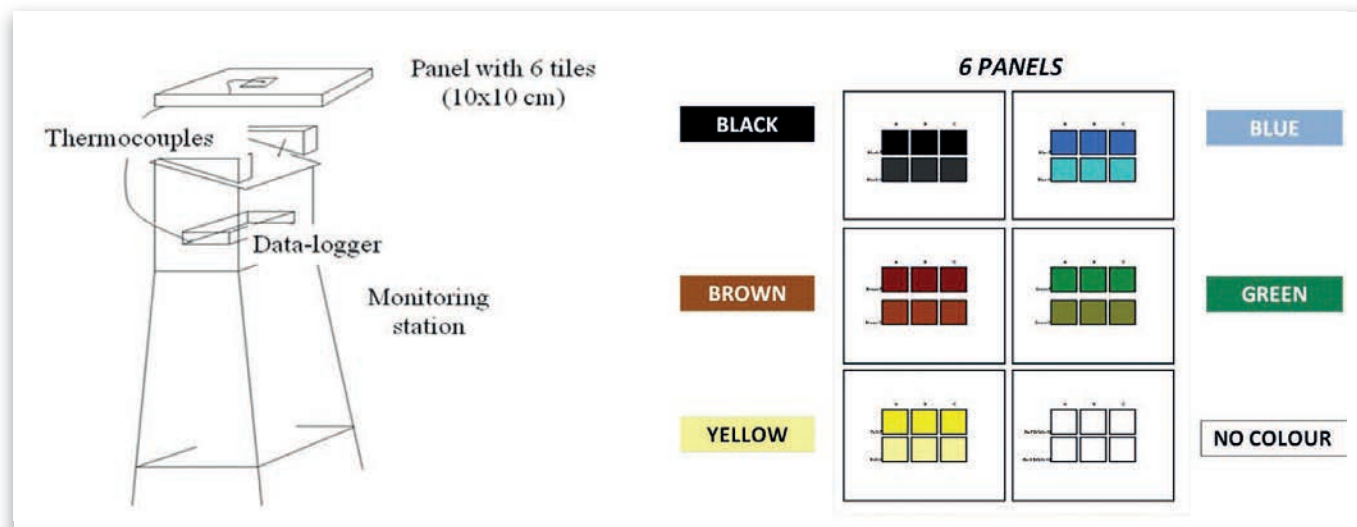 Panel with 6 tiles
(10x10 cm)
Thermocouples
Data-logger
Monitoring
station
6 PANELS
BLACK
BLUE
BROWN
GREEN
YELLOW
NO COLOUR